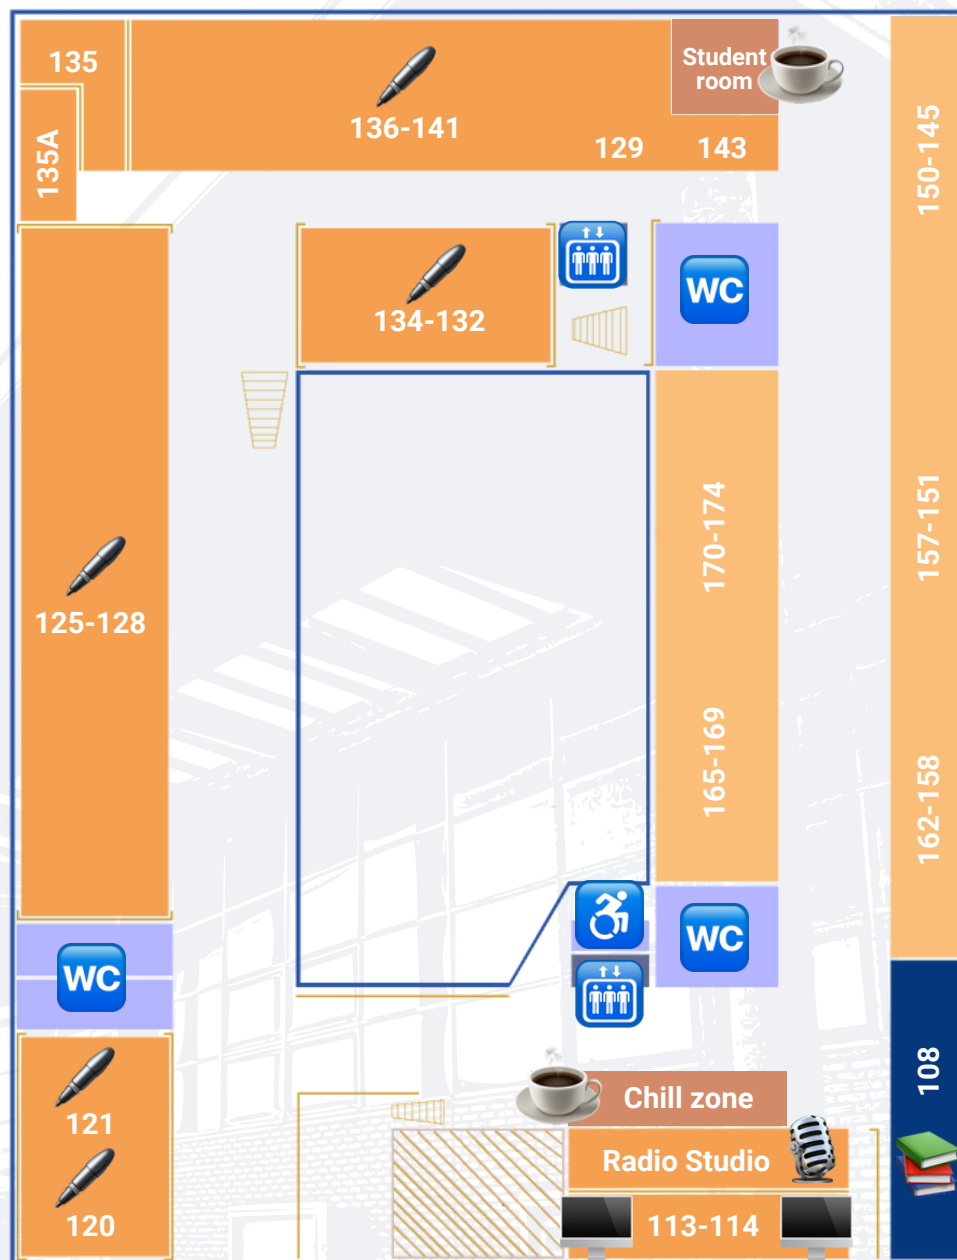 135
135A
136-141
129
143
Student
room
150-145
134-132
WC
125-128
170-174
157-151
165-169
162-158
WC
WC
121
120
Chill zone
Radio Studio
113-114
108